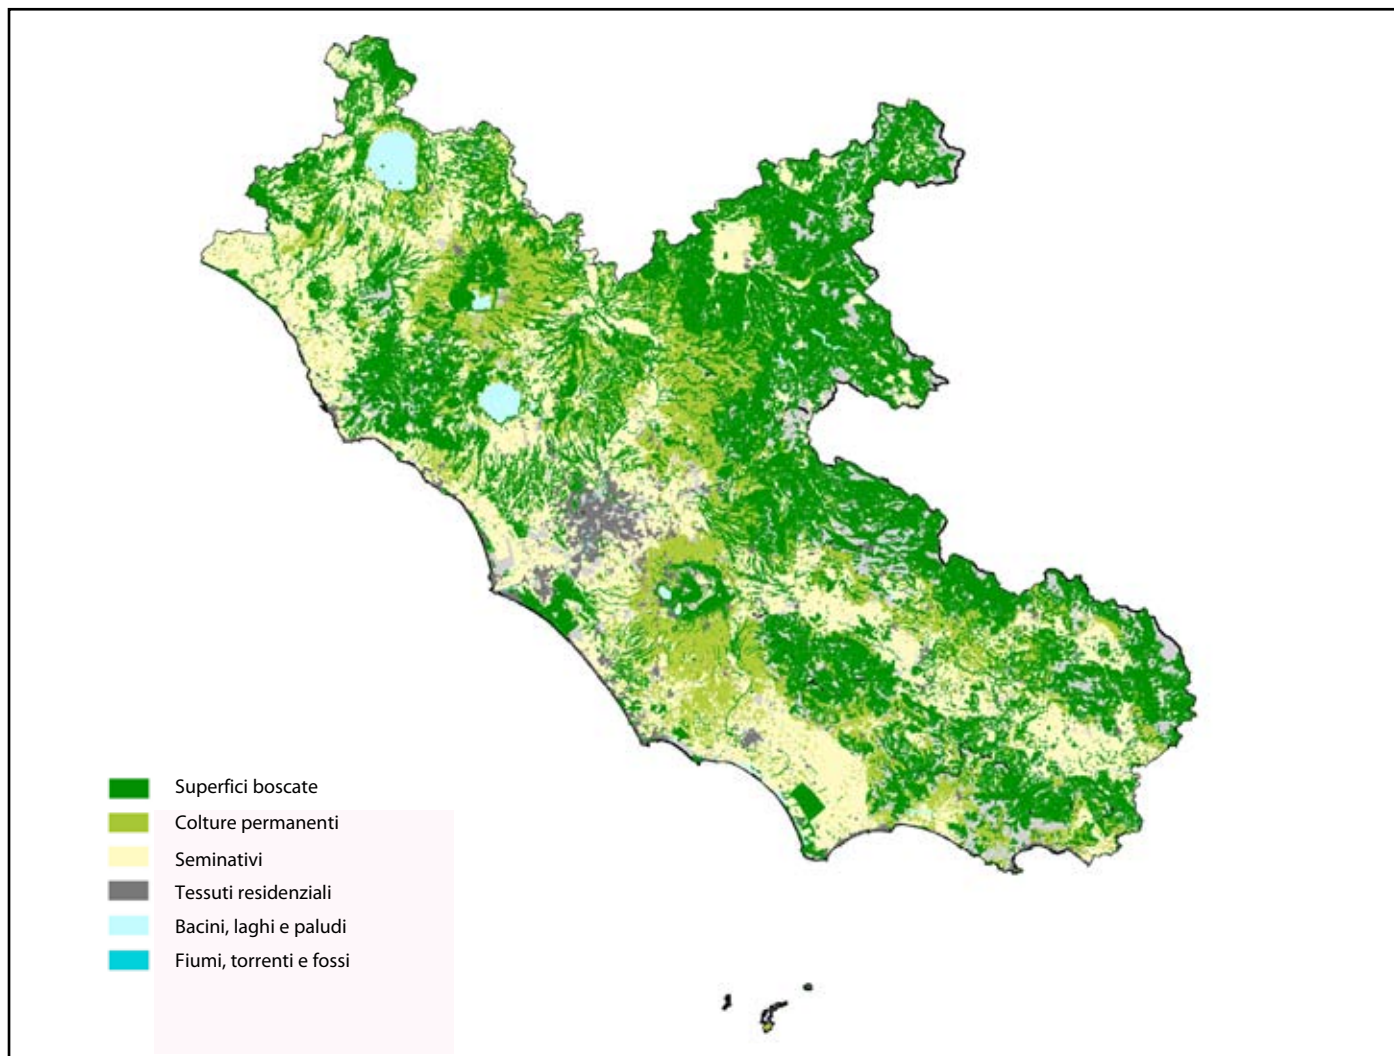 Superfici boscate
Colture permanenti
Seminativi
Tessuti residenziali
Bacini, laghi e paludi
Fiumi, torrenti e fossi